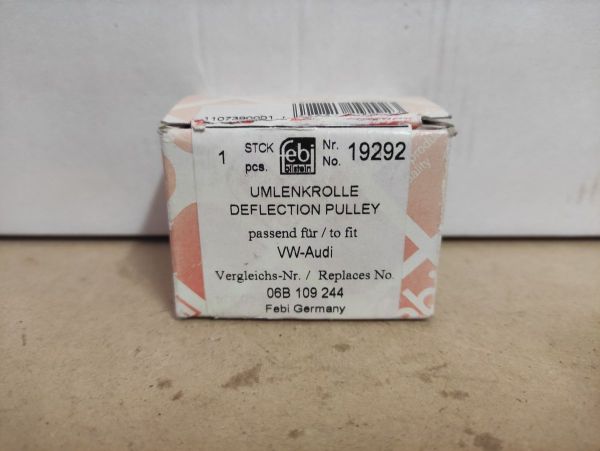 1107390001
1 STCK pcs. febi bilstein Nr. No. 19292
UMLENKROLLE
DEFLECTION PULLEY
passend für / to fit
VW-Audi
Vergleichs-Nr. / Replaces No.
06B 109 244
Febi Germany